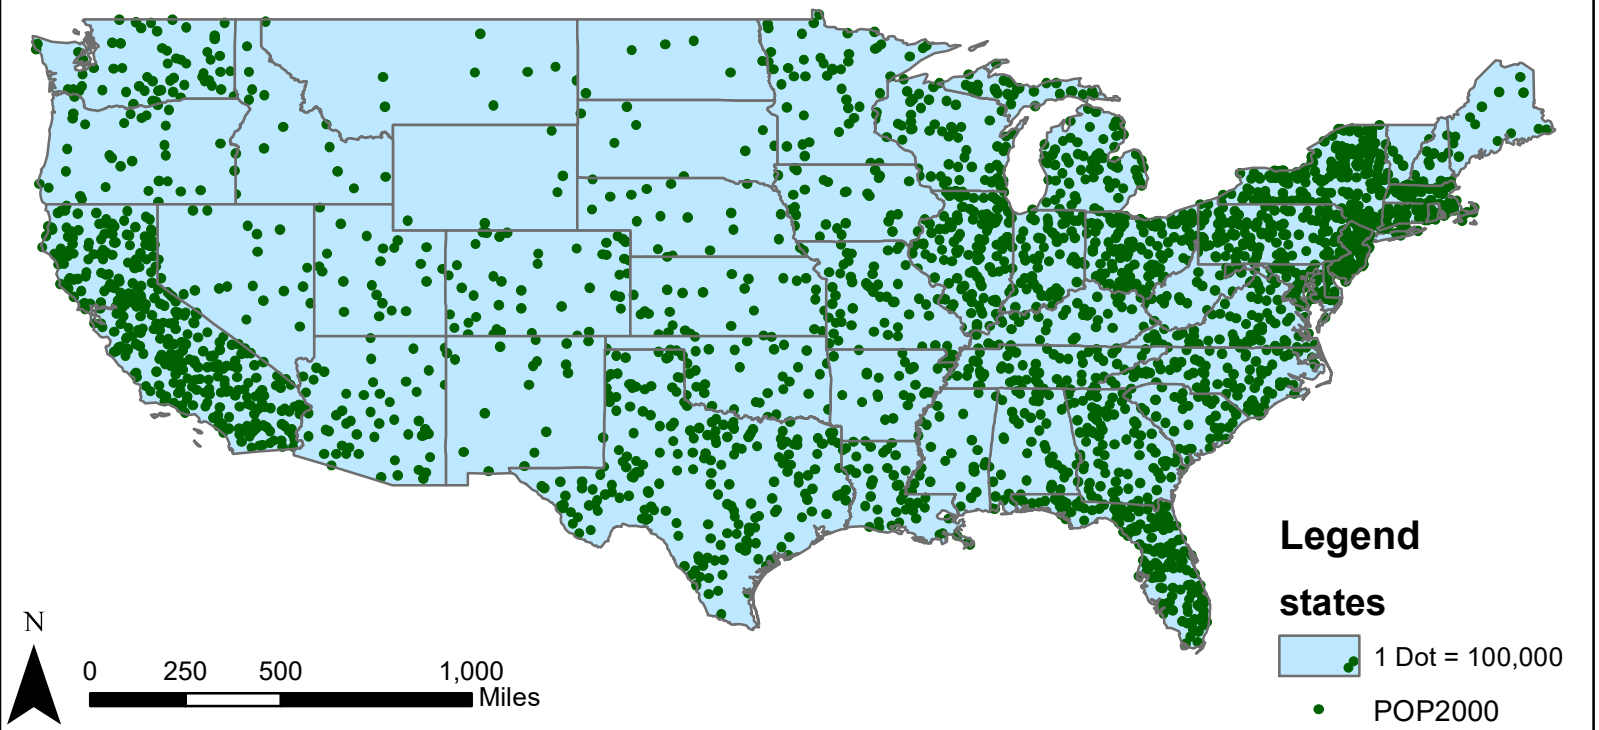 Legend
states
1 Dot = 100,000
POP2000
N
0 250 500 1,000
Miles